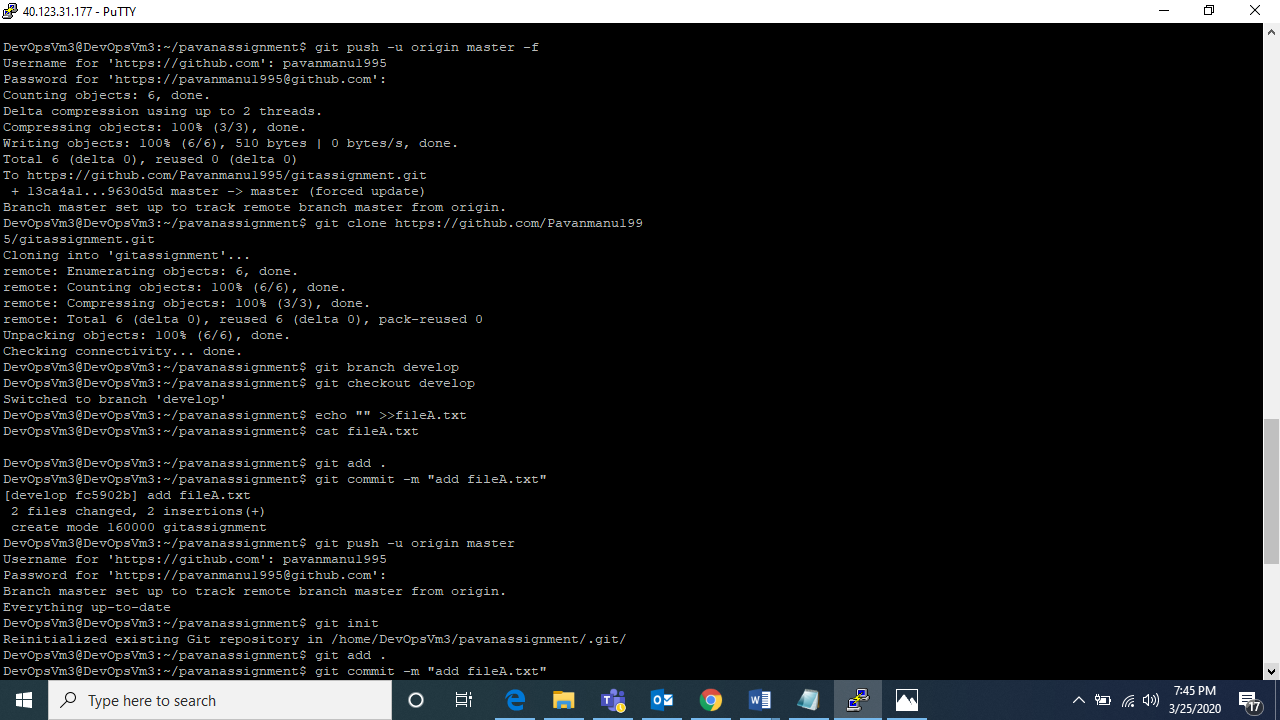 40.123.31.177 - PuTTY
DevOpsVm3@DevOpsVm3:~/pavanassignment$ git push -u origin master -f
Username for 'https://github.com': pavanmanu1995
Password for 'https://pavanmanu1995@github.com':
Counting objects: 6, done.
Delta compression using up to 2 threads.
Compressing objects: 100% (3/3), done.
Writing objects: 100% (6/6), 510 bytes | 0 bytes/s, done.
Total 6 (delta 0), reused 0 (delta 0)
To https://github.com/Pavanmanu1995/gitassignment.git
 + 13ca4a1...9630d5d master -> master (forced update)
Branch master set up to track remote branch master from origin.
DevOpsVm3@DevOpsVm3:~/pavanassignment$ git clone https://github.com/Pavanmanu199
5/gitassignment.git
Cloning into 'gitassignment'...
remote: Enumerating objects: 6, done.
remote: Counting objects: 100% (6/6), done.
remote: Compressing objects: 100% (3/3), done.
remote: Total 6 (delta 0), reused 6 (delta 0), pack-reused 0
Unpacking objects: 100% (6/6), done.
Checking connectivity... done.
DevOpsVm3@DevOpsVm3:~/pavanassignment$ git branch develop
DevOpsVm3@DevOpsVm3:~/pavanassignment$ git checkout develop
Switched to branch 'develop'
DevOpsVm3@DevOpsVm3:~/pavanassignment$ echo "" >>fileA.txt
DevOpsVm3@DevOpsVm3:~/pavanassignment$ cat fileA.txt
DevOpsVm3@DevOpsVm3:~/pavanassignment$ git add .
DevOpsVm3@DevOpsVm3:~/pavanassignment$ git commit -m "add fileA.txt"
[develop fc5902b] add fileA.txt
 2 files changed, 2 insertions(+)
 create mode 160000 gitassignment
DevOpsVm3@DevOpsVm3:~/pavanassignment$ git push -u origin master
Username for 'https://github.com': pavanmanu1995
Password for 'https://pavanmanu1995@github.com':
Branch master set up to track remote branch master from origin.
Everything up-to-date
DevOpsVm3@DevOpsVm3:~/pavanassignment$ git init
Reinitialized existing Git repository in /home/DevOpsVm3/pavanassignment/.git/
DevOpsVm3@DevOpsVm3:~/pavanassignment$ git add .
DevOpsVm3@DevOpsVm3:~/pavanassignment$ git commit -m "add fileA.txt"
Type here to search
7:45 PM
3/25/2020
17